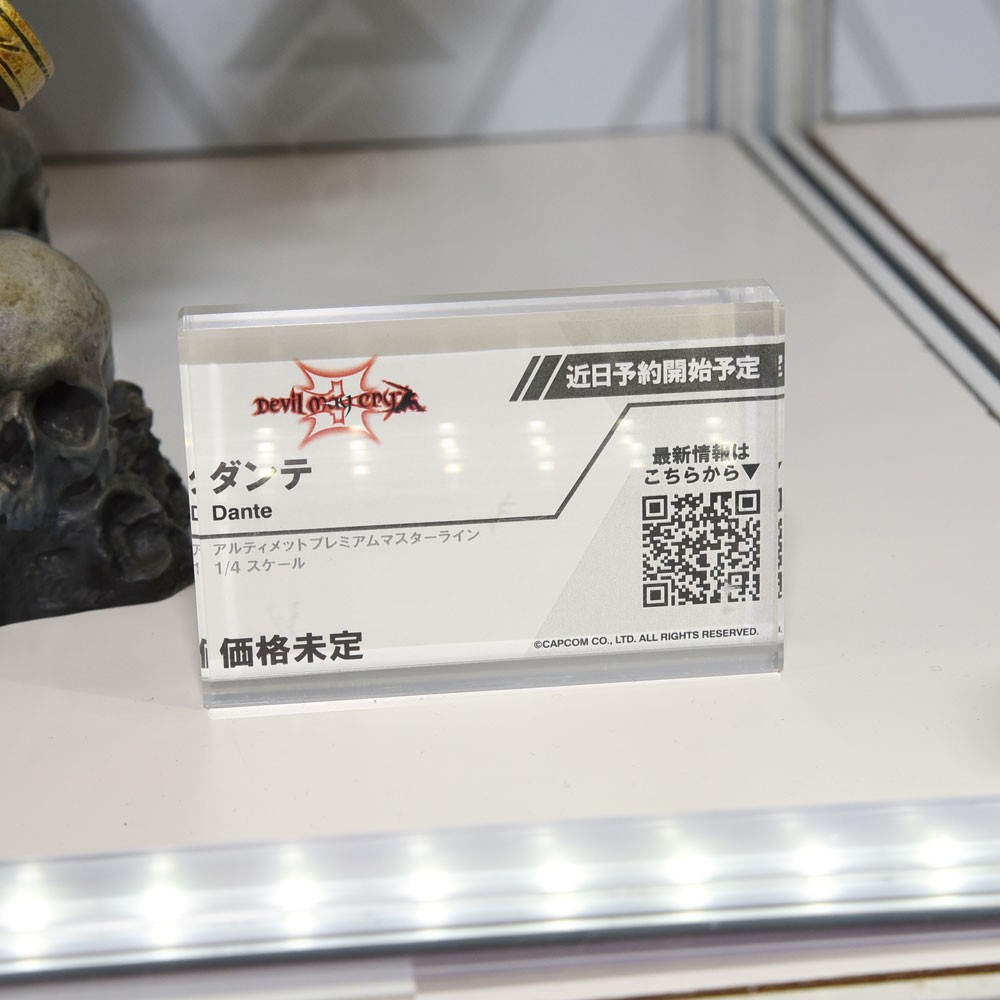 近日予約開始予定
Devil May Cry
ダンテ
Dante
アルティメットプレミアムマスターライン
1/4 スケール
価格未定
最新情報は
こちらから▼
©CAPCOM CO., LTD. ALL RIGHTS RESERVED.